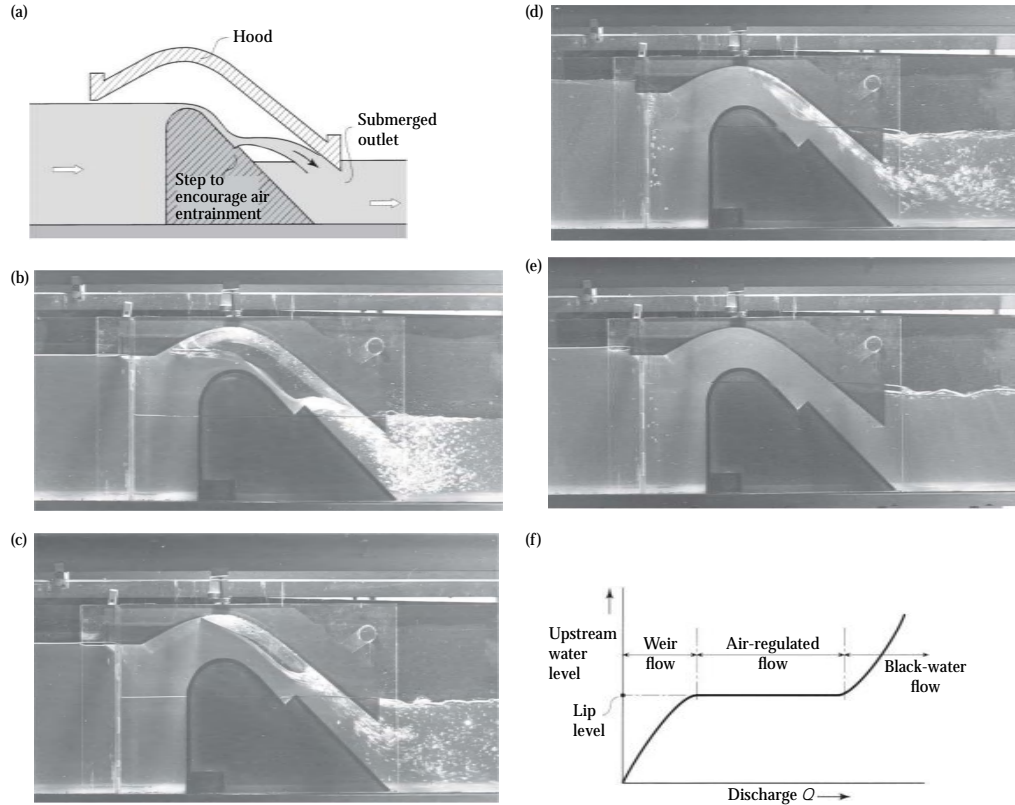 (a)
Hood
Submerged
outlet
Step to
encourage air
entrainment
(b)
(c)
(d)
(e)
(f)
Upstream
water
level
Weir
flow
Air-regulated
flow
Black-water
flow
Lip
level
Discharge Q